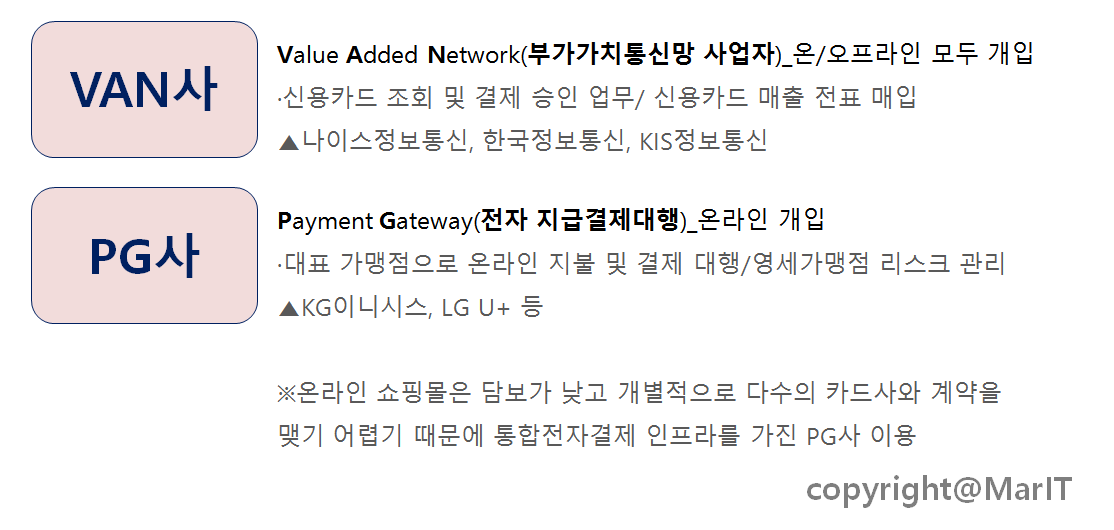 VAN사
Value Added Network(부가가치통신망 사업자)_온/오프라인 모두 개입
·신용카드 조회 및 결제 승인 업무/ 신용카드 매출 전표 매입
▲나이스정보통신, 한국정보통신, KIS정보통신
PG사
Payment Gateway(전자 지급결제대행)_온라인 개입
·대표 가맹점으로 온라인 지불 및 결제 대행/영세가맹점 리스크 관리
▲KG이니시스, LG U+ 등
※온라인 쇼핑몰은 담보가 낮고 개별적으로 다수의 카드사와 계약을
맺기 어렵기 때문에 통합전자결제 인프라를 가진 PG사 이용
copyright@MarIT